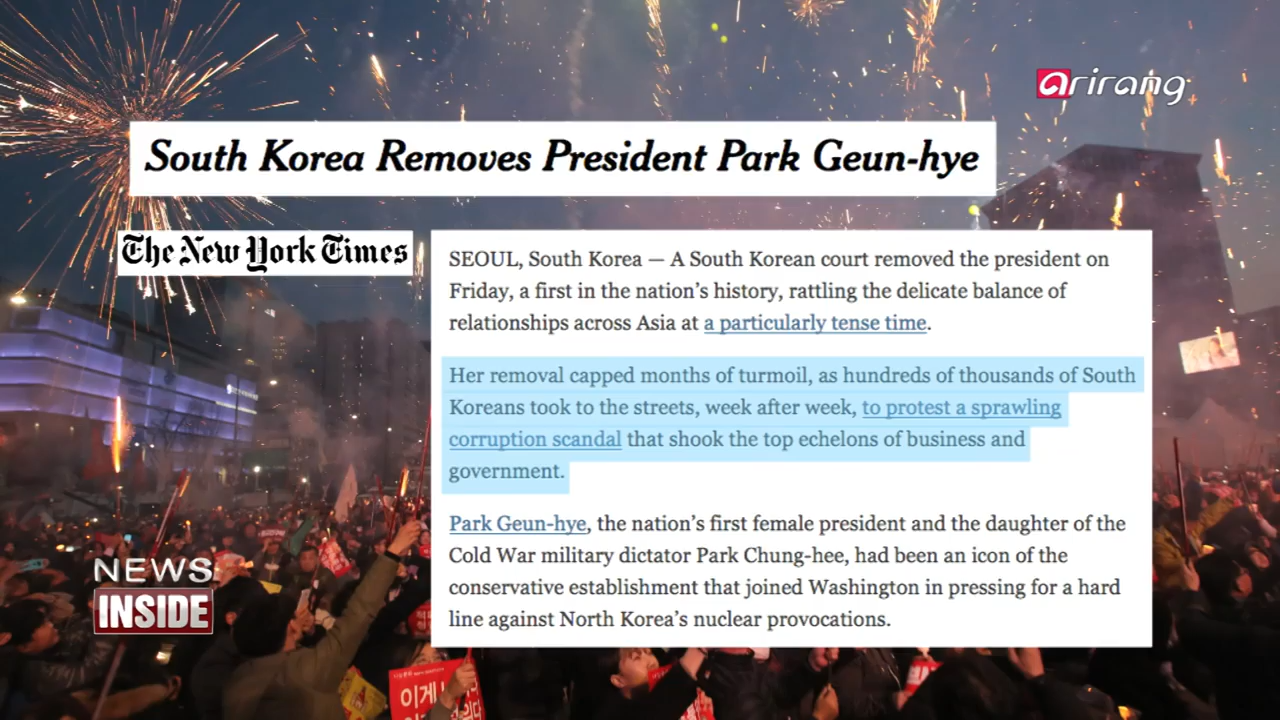 arirang
South Korea Removes President Park Geun-hye
The New York Times
SEOUL, South Korea — A South Korean court removed the president on
Friday, a first in the nation’s history, rattling the delicate balance of
relationships across Asia at a particularly tense time.
Her removal capped months of turmoil, as hundreds of thousands of South
Koreans took to the streets, week after week, to protest a sprawling
corruption scandal that shook the top echelons of business and
government.
Park Geun-hye, the nation’s first female president and the daughter of the
Cold War military dictator Park Chung-hee, had been an icon of the
conservative establishment that joined Washington in pressing for a hard
line against North Korea’s nuclear provocations.
NEWS
INSIDE
이게